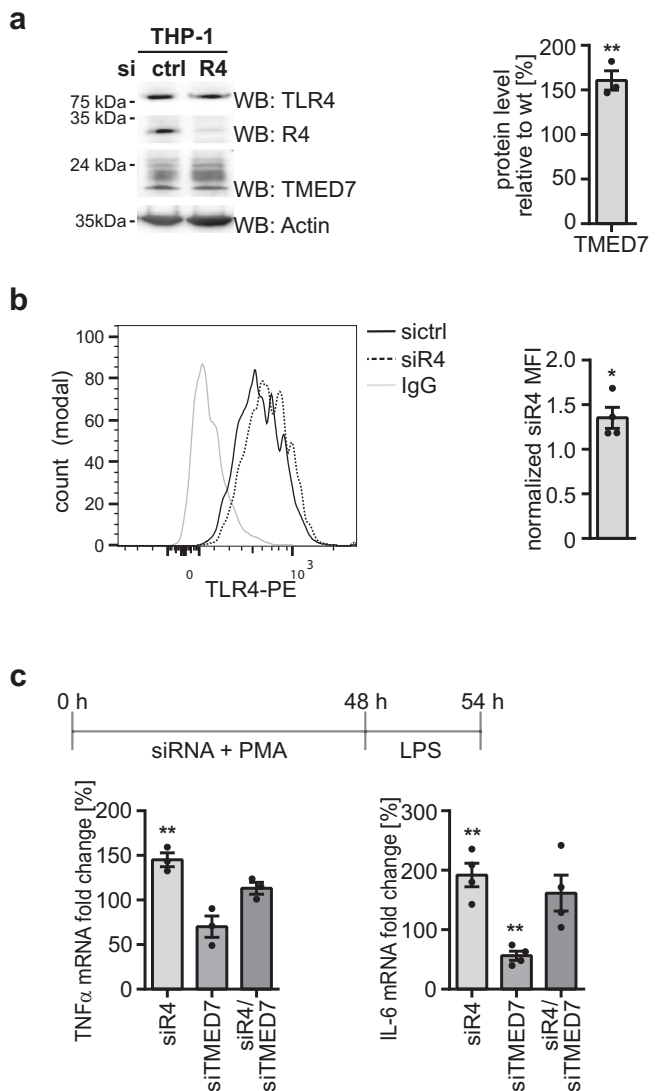 a
THP-1
si ctrl R4
75 kDa- WB: TLR4
35 kDa-
WB: R4
24 kDa-
WB: TMED7
35kDa- WB: Actin
protein level
relative to wt [%]
200
150
100
50
0
**
TMED7
b
count (modal)
100
80
60
40
20
0
0
10³
TLR4-PE
sictrl
siR4
IgG
normalized siR4 MFI
2.0
1.5
1.0
0.5
0
*
c
0 h 48 h 54 h
siRNA + PMA LPS
TNFα mRNA fold change [%]
200
150
100
50
0
**
siR4
siTMED7
siR4/
siTMED7
IL-6 mRNA fold change [%]
300
200
100
0
**
**
siR4
siTMED7
siR4/
siTMED7